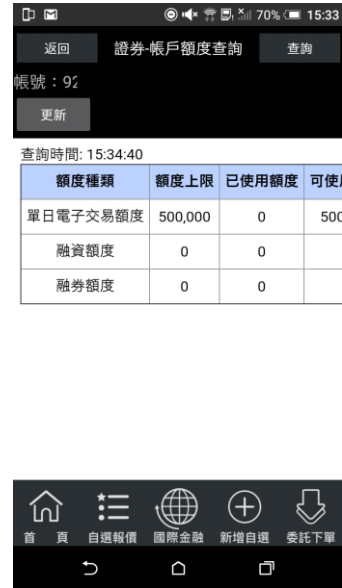 70% 15:33
返回 證券-帳戶額度查詢 查詢
帳號：92
更新
查詢時間: 15:34:40
額度種類 額度上限 已使用額度 可使
單日電子交易額度 500,000 0 500
融資額度 0 0
融券額度 0 0
首頁 自選報價 國際金融 新增自選 委託下單